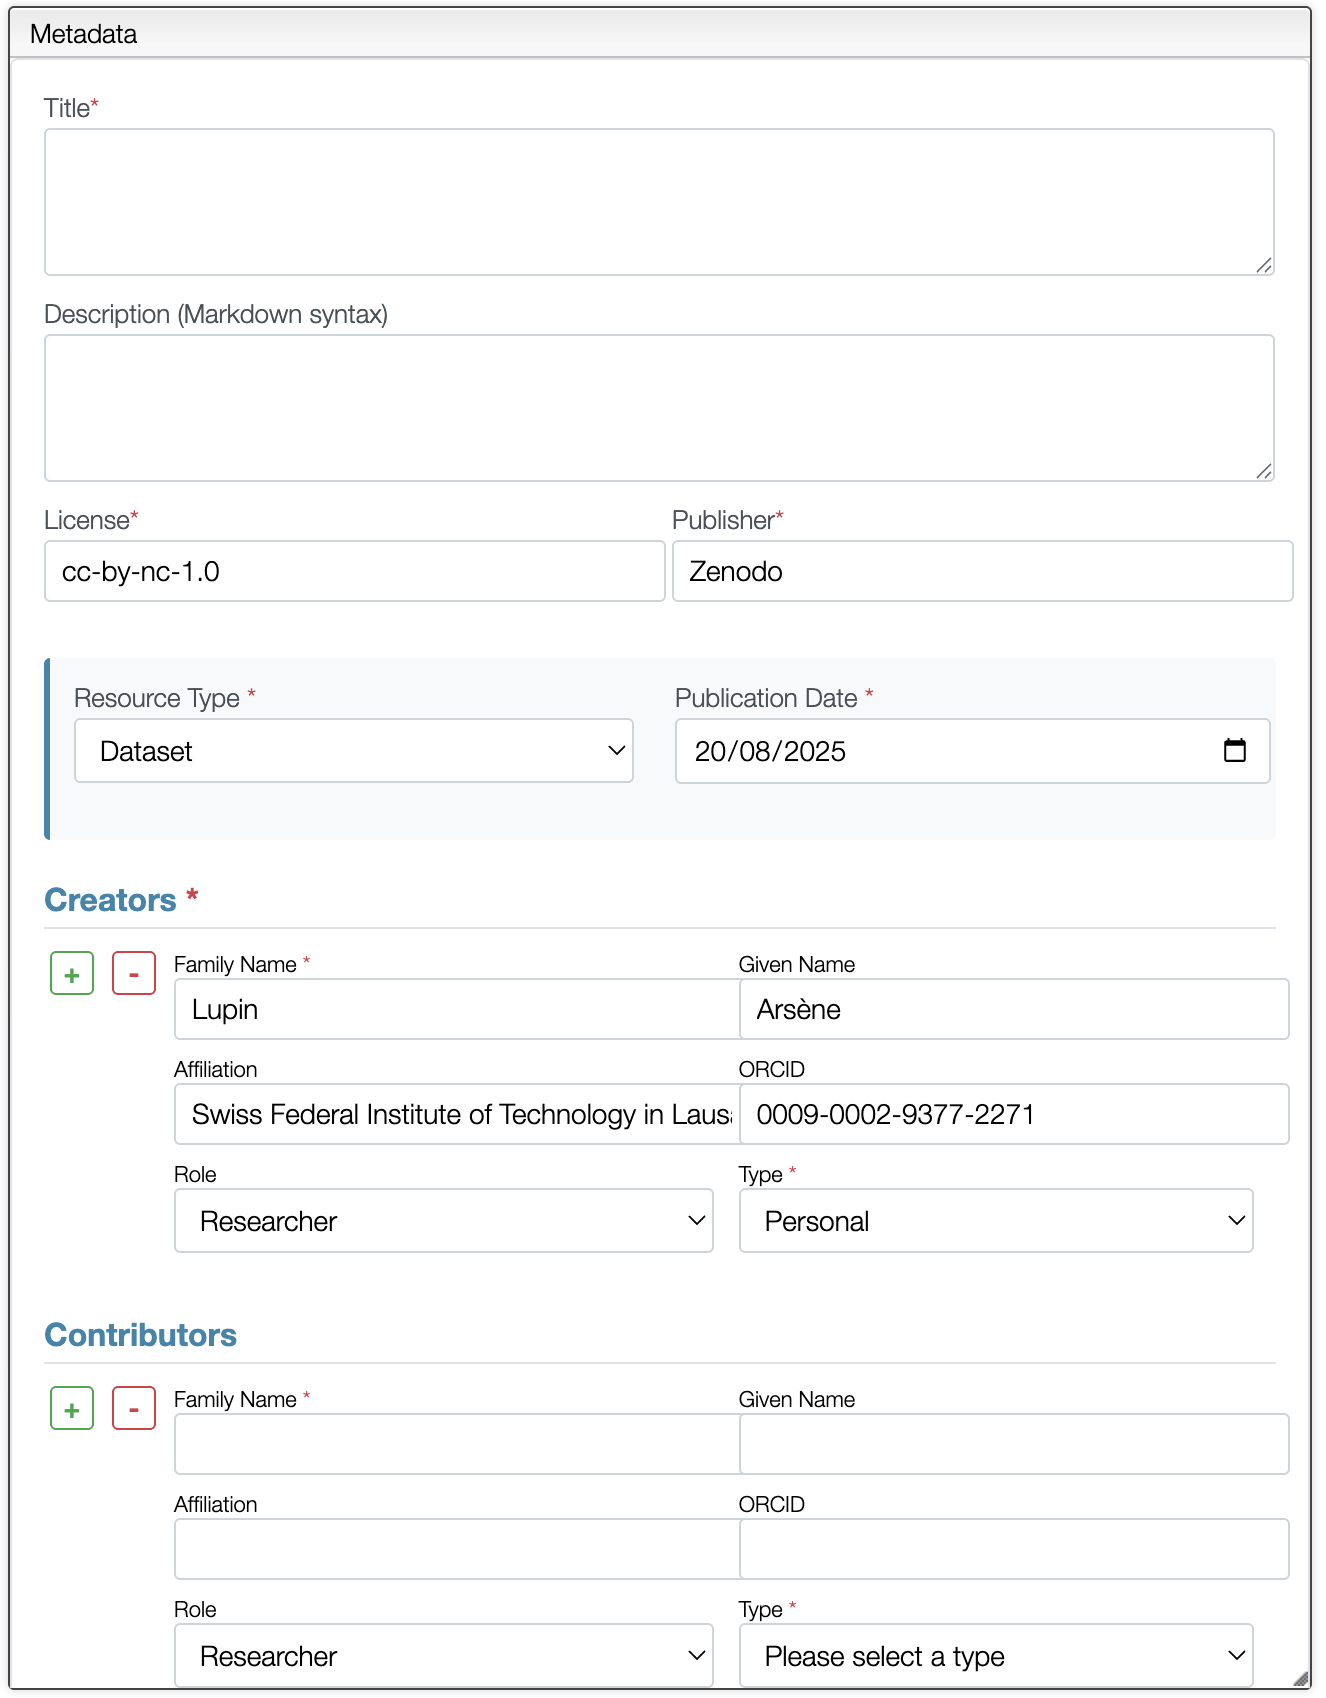 Metadata
Title*
Description (Markdown syntax)
License* Publisher*
cc-by-nc-1.0 Zenodo
Resource Type * Publication Date *
Dataset 20/08/2025
Creators *
+ - Family Name * Given Name
Lupin Arsène
Affiliation ORCID
Swiss Federal Institute of Technology in Lausa 0009-0002-9377-2271
Role Type *
Researcher Personal
Contributors
+ - Family Name * Given Name
Affiliation ORCID
Role Type *
Researcher Please select a type